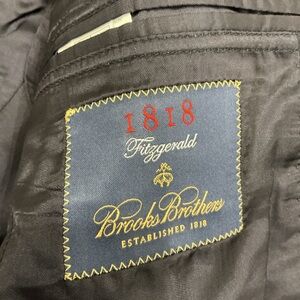 1818
Fitzgerald
Brooks Brothers
ESTABLISHED 1818